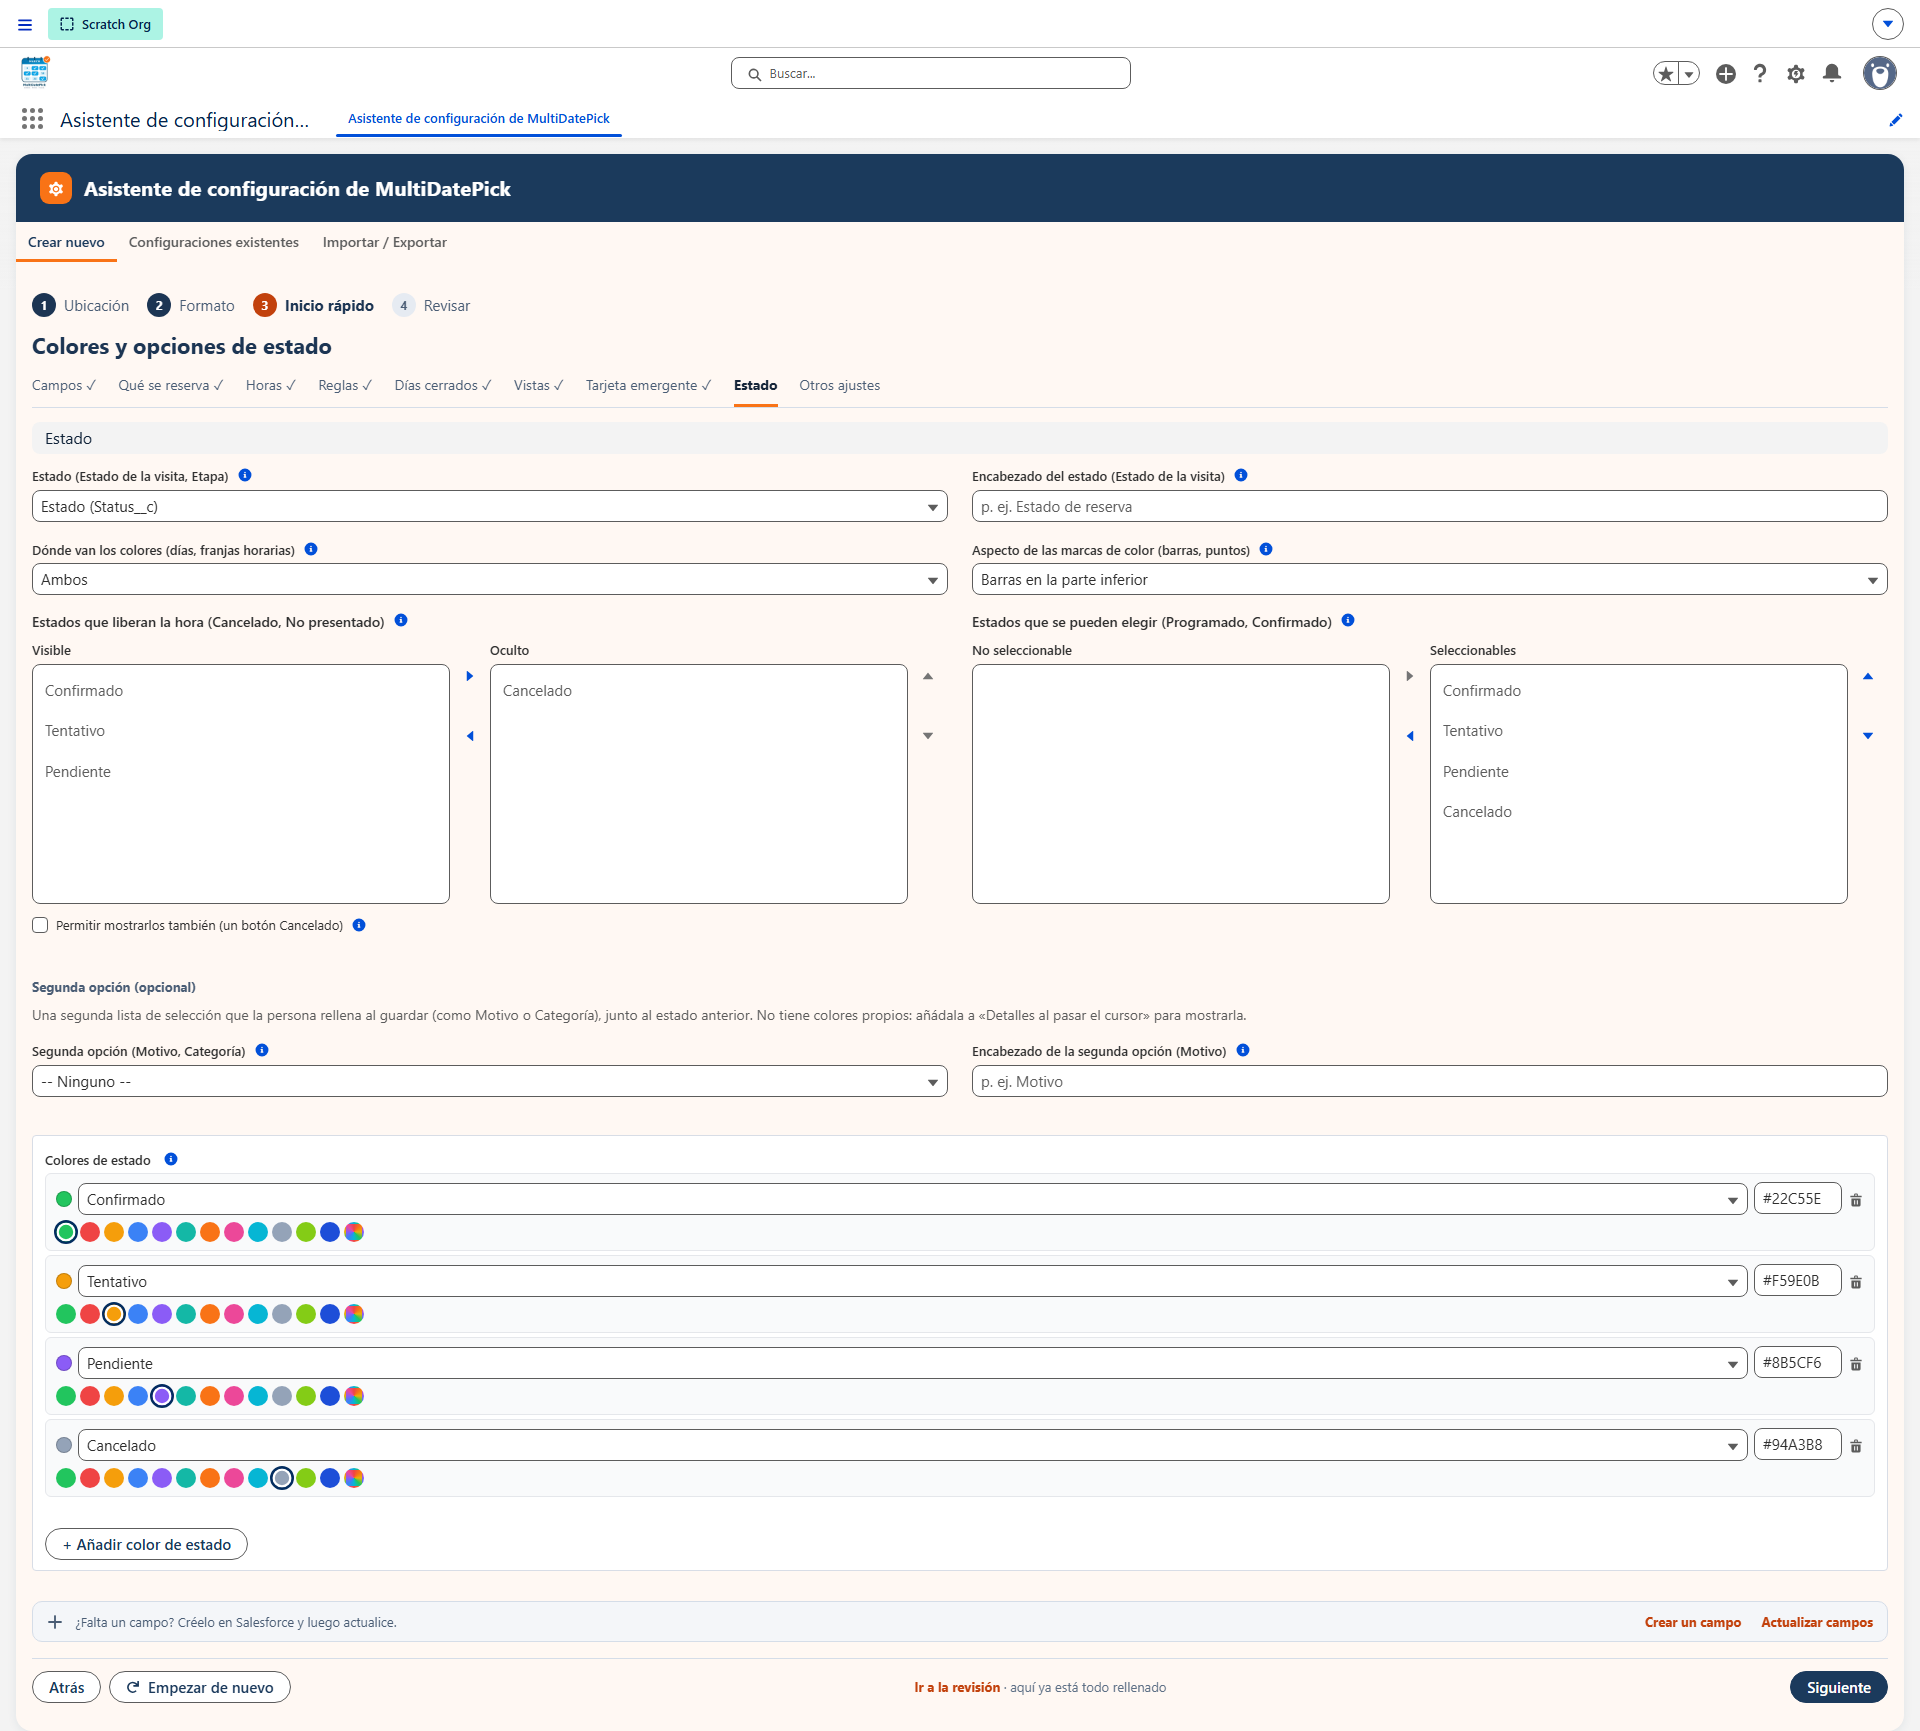 Scratch Org
Buscar...
Asistente de configuración...
Asistente de configuración de MultiDatePick
Asistente de configuración de MultiDatePick
Crear nuevo
Configuraciones existentes
Importar / Exportar
1 Ubicación
2 Formato
3 Inicio rápido
4 Revisar
Colores y opciones de estado
Campos ✓
Qué se reserva ✓
Horas ✓
Reglas ✓
Días cerrados ✓
Vistas ✓
Tarjeta emergente ✓
Estado
Otros ajustes
Estado
Estado (Estado de la visita, Etapa)
Estado (Status__c)
Encabezado del estado (Estado de la visita)
p. ej. Estado de reserva
Dónde van los colores (días, franjas horarias)
Ambos
Aspecto de las marcas de color (barras, puntos)
Barras en la parte inferior
Estados que liberan la hora (Cancelado, No presentado)
Visible
Confirmado
Tentativo
Pendiente
Oculto
Cancelado
Estados que se pueden elegir (Programado, Confirmado)
No seleccionable
Seleccionables
Confirmado
Tentativo
Pendiente
Cancelado
Permitir mostrarlos también (un botón Cancelado)
Segunda opción (opcional)
Una segunda lista de selección que la persona rellena al guardar (como Motivo o Categoría), junto al estado anterior. No tiene colores propios: añádala a «Detalles al pasar el cursor» para mostrarla.
Segunda opción (Motivo, Categoría)
-- Ninguno --
Encabezado de la segunda opción (Motivo)
p. ej. Motivo
Colores de estado
Confirmado
#22C55E
Tentativo
#F59E0B
Pendiente
#8B5CF6
Cancelado
#94A3B8
+ Añadir color de estado
¿Falta un campo? Créelo en Salesforce y luego actualice.
Crear un campo
Actualizar campos
Atrás
Empezar de nuevo
Ir a la revisión · aquí ya está todo rellenado
Siguiente